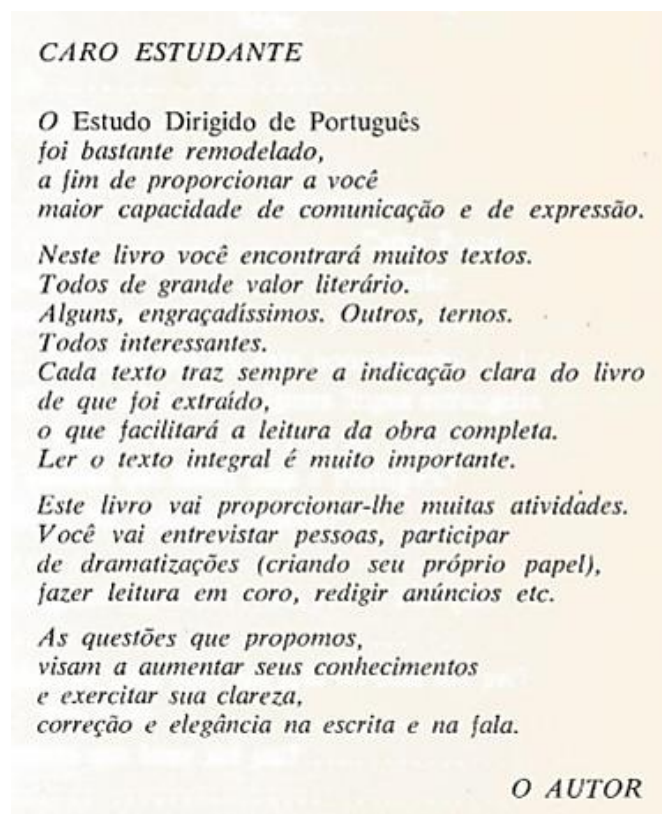 CARO ESTUDANTE
O Estudo Dirigido de Português
foi bastante remodelado,
a fim de proporcionar a você
maior capacidade de comunicação e de expressão.
Neste livro você encontrará muitos textos.
Todos de grande valor literário.
Alguns, engraçadíssimos. Outros, ternos.
Todos interessantes.
Cada texto traz sempre a indicação clara do livro
de que foi extraído,
o que facilitará a leitura da obra completa.
Ler o texto integral é muito importante.
Este livro vai proporcionar-lhe muitas atividades.
Você vai entrevistar pessoas, participar
de dramatizações (criando seu próprio papel),
fazer leitura em coro, redigir anúncios etc.
As questões que propomos,
visam a aumentar seus conhecimentos
e exercitar sua clareza,
correção e elegância na escrita e na fala.
O AUTOR